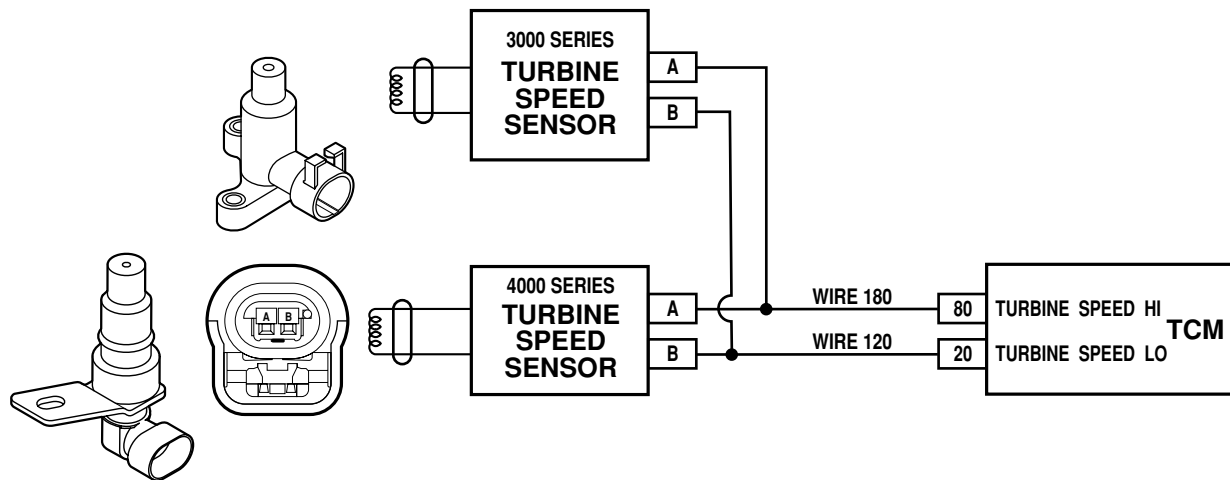 3000 SERIES
TURBINE
SPEED
SENSOR
A
B
A B
4000 SERIES
TURBINE
SPEED
SENSOR
A
B
WIRE 180
WIRE 120
80 TURBINE SPEED HI
20 TURBINE SPEED LO
TCM